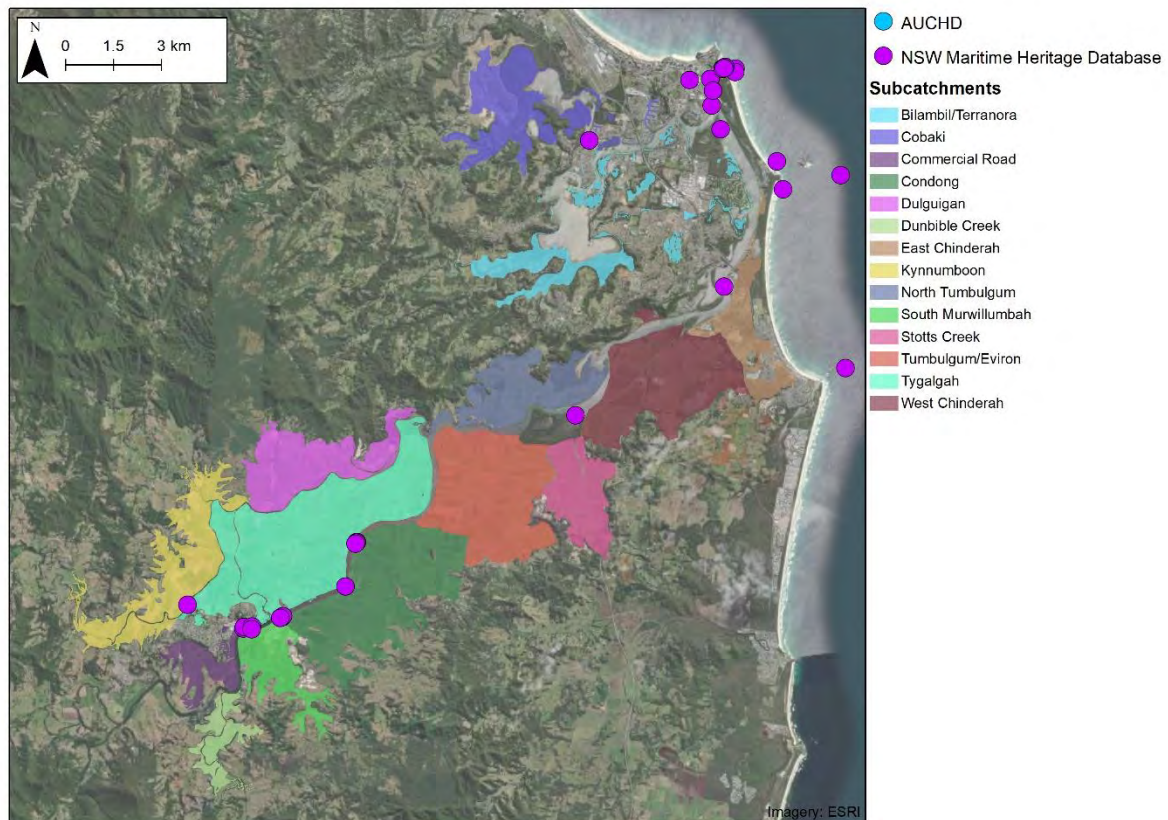 N
0 1.5 3 km
AUCHD
NSW Maritime Heritage Database
Subcatchments
Bilambil/Terranora
Cobaki
Commercial Road
Condong
Dulguigan
Dunbible Creek
East Chinderah
Kynnumboon
North Tumbulgum
South Murwillumbah
Stotts Creek
Tumbulgum/Eviron
Tygalgah
West Chinderah
Imagery: ESRI